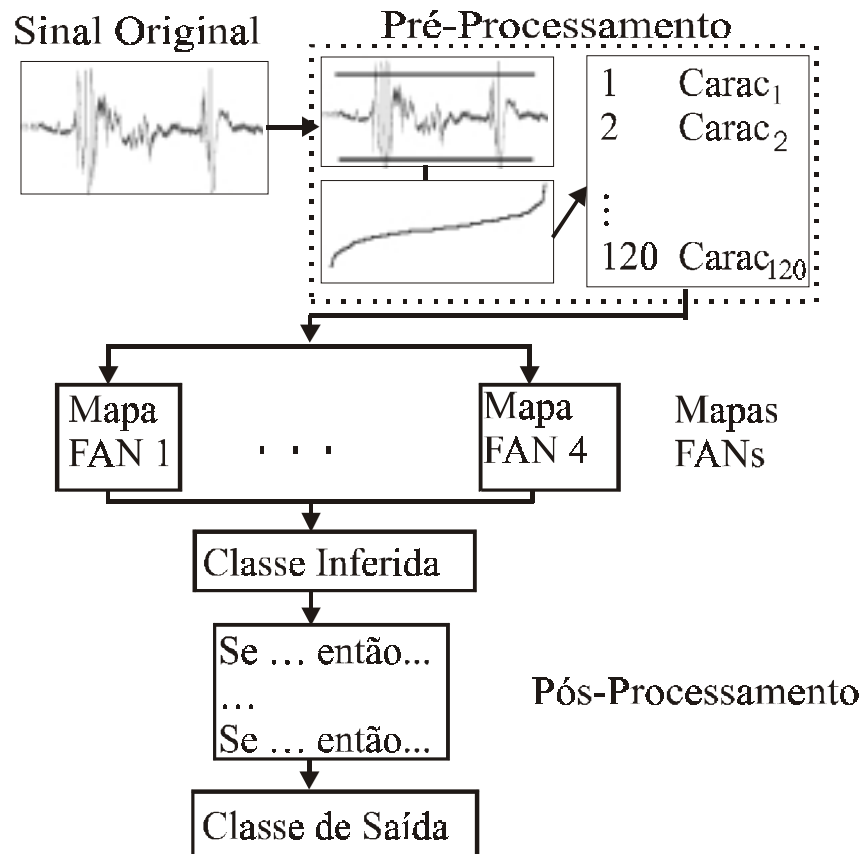 Sinal Original
Pré-Processamento
1 Carac1
2 Carac2
⋮
120 Carac120
Mapa
FAN 1
. . .
Mapa
FAN 4
Mapas
FANs
Classe Inferida
Se ... então...
...
Se ... então...
Pós-Processamento
Classe de Saída